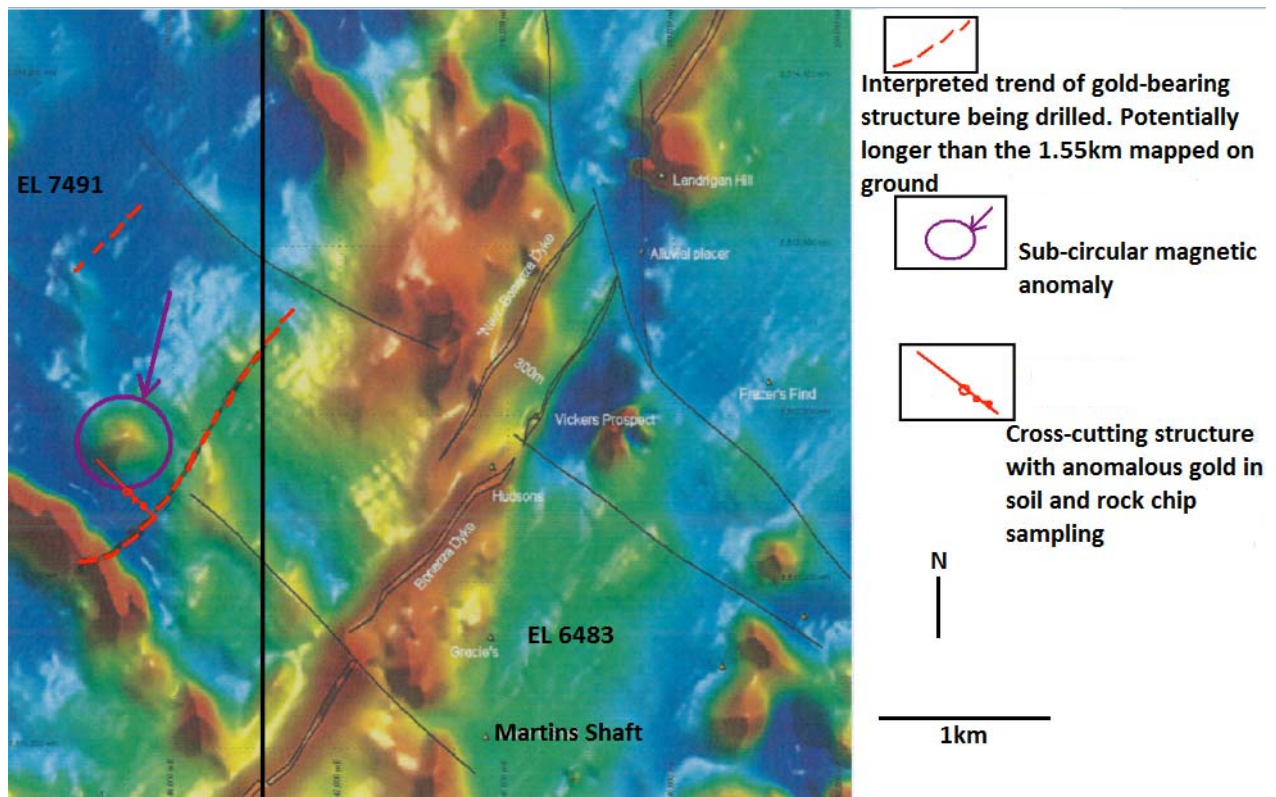 EL 7491
Landrigan Hill
Alluvial placer
"New" Bonanza Dyke
300m
Frazer's Find
Vickers Prospect
Hudsons
Bonanza Dyke
EL 6483
Gracie's
Martins Shaft
Interpreted trend of gold-bearing
structure being drilled. Potentially
longer than the 1.55km mapped on
ground
Sub-circular magnetic
anomaly
Cross-cutting structure
with anomalous gold in
soil and rock chip
sampling
N
1km